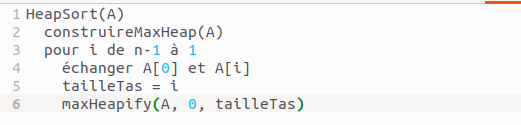 1 HeapSort(A)
2 construireMaxHeap(A)
3 pour i de n-1 à 1
4 échanger A[0] et A[i]
5 tailleTas = i
6 maxHeapify(A, 0, tailleTas)